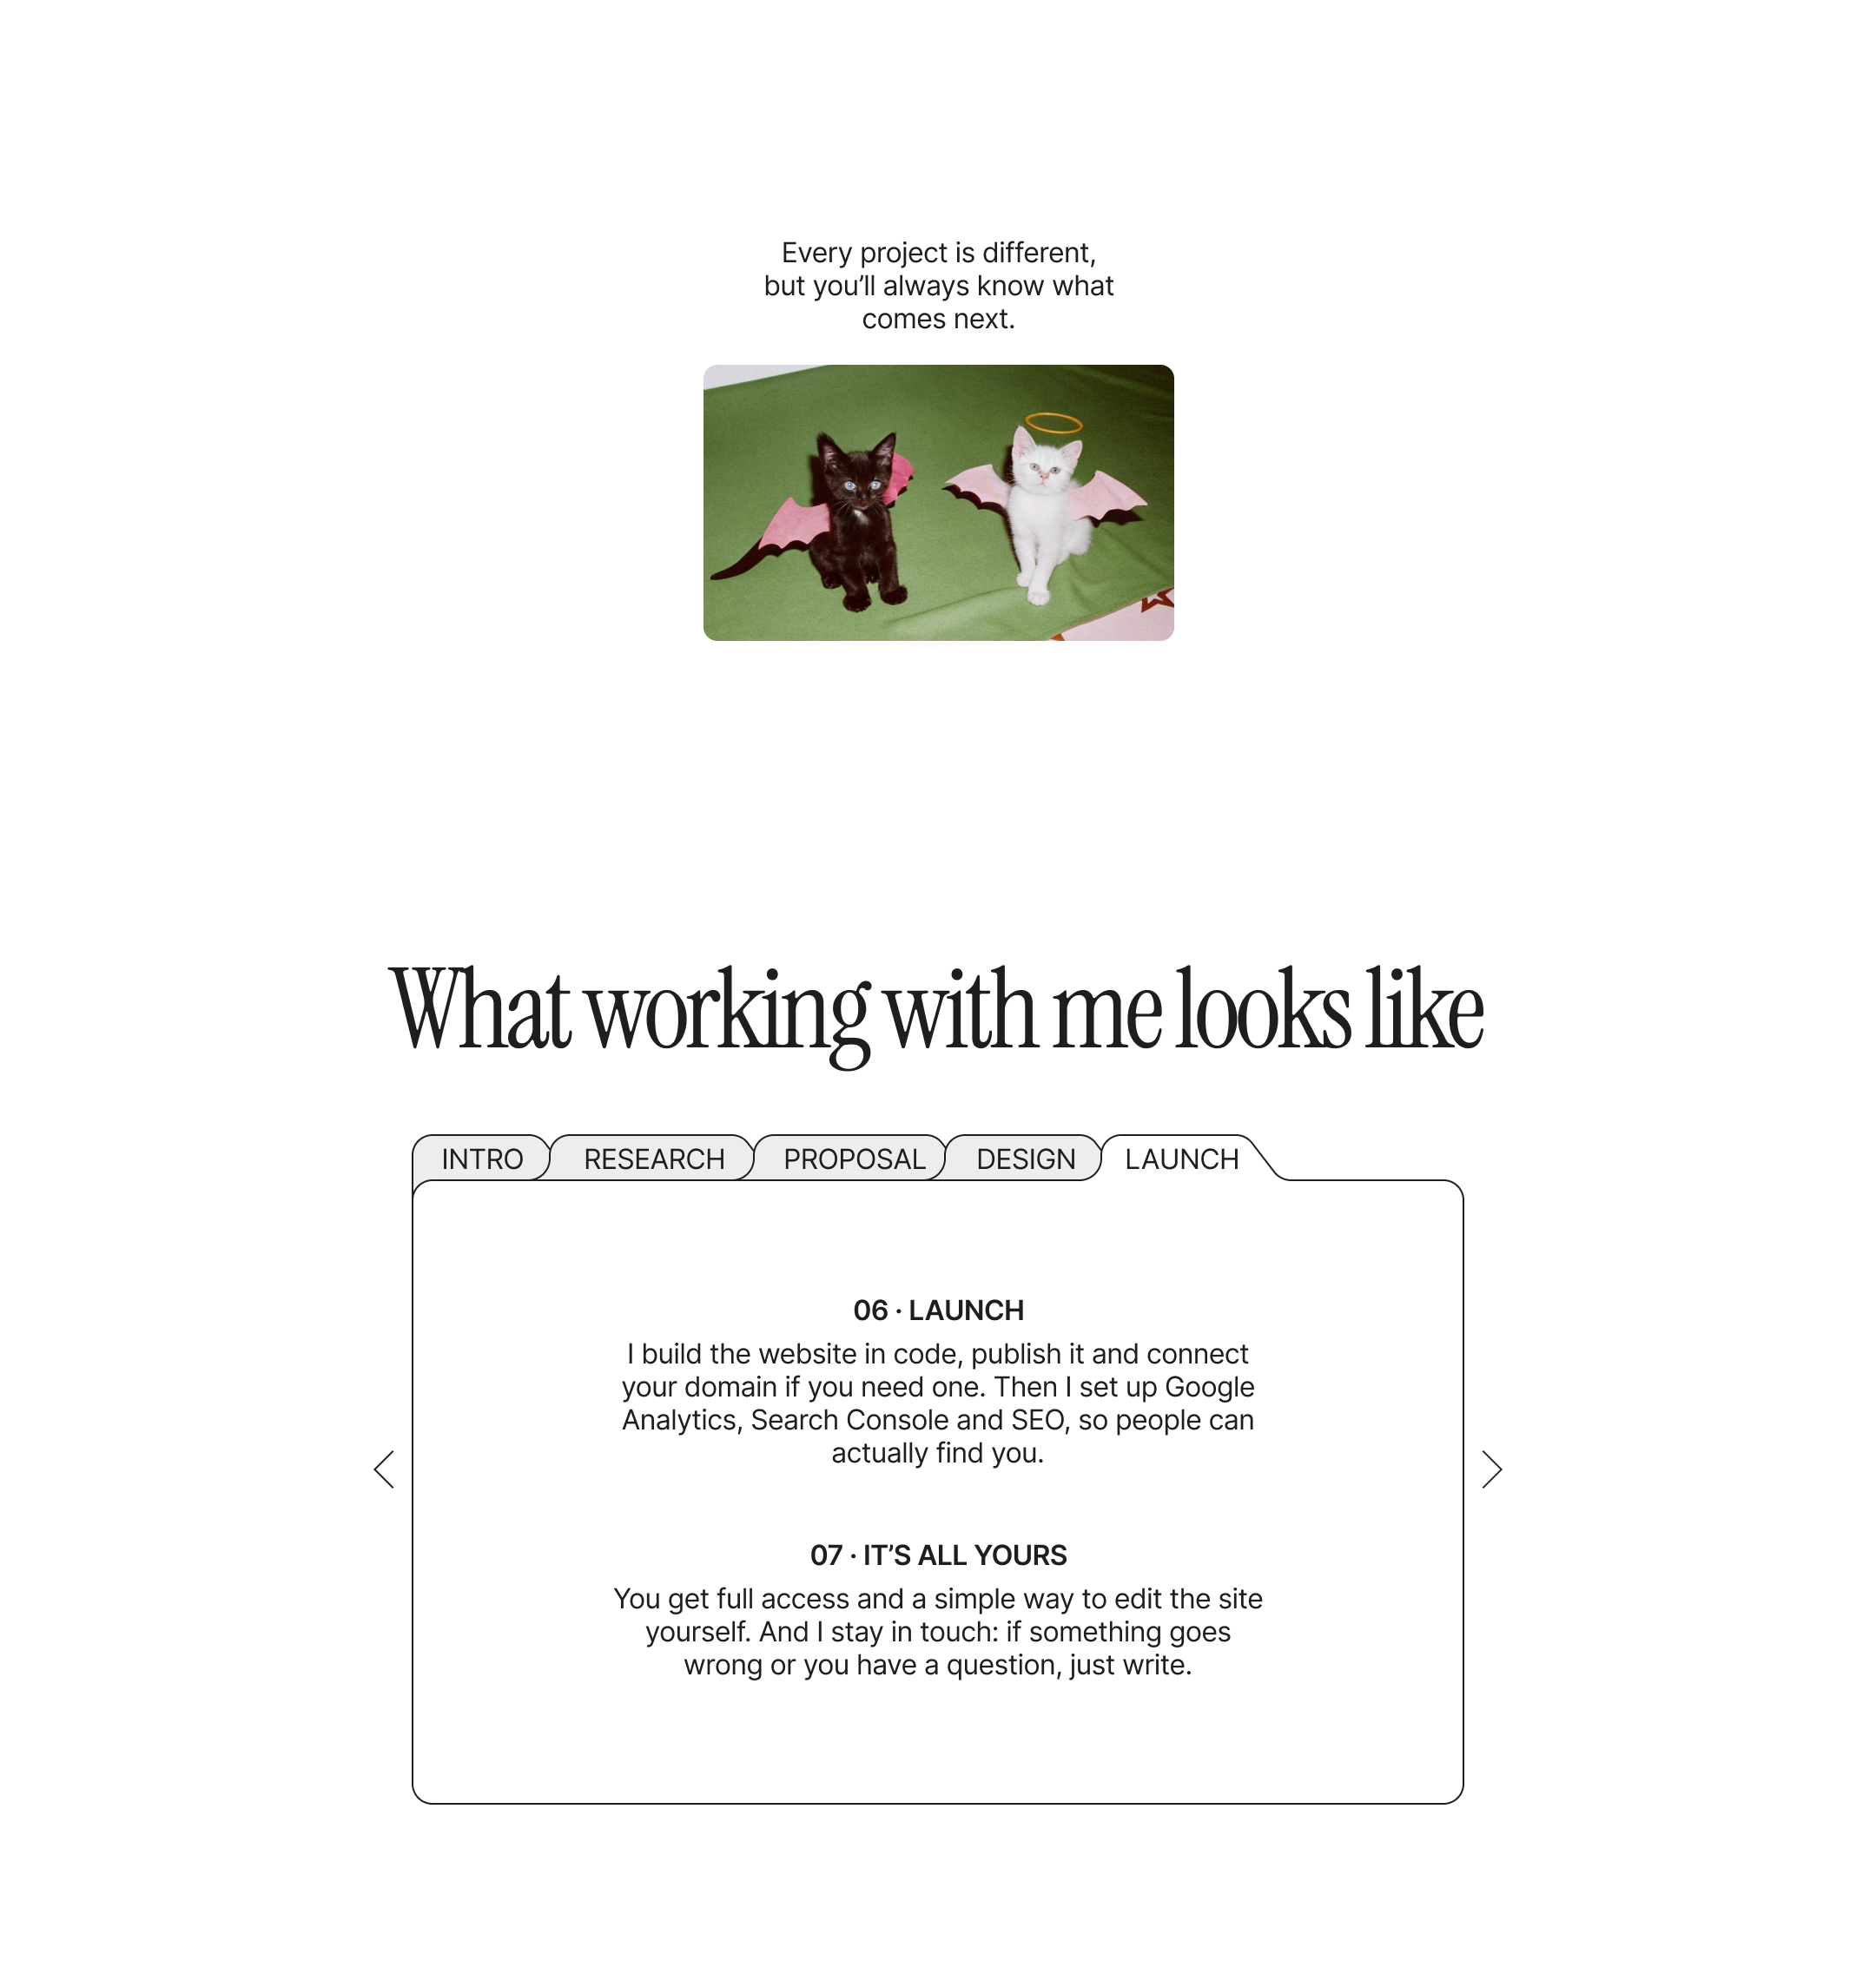 Every project is different,
but you’ll always know what
comes next.
What working with me looks like
INTRO
RESEARCH
PROPOSAL
DESIGN
LAUNCH
06 · LAUNCH
I build the website in code, publish it and connect
your domain if you need one. Then I set up Google
Analytics, Search Console and SEO, so people can
actually find you.
07 · IT’S ALL YOURS
You get full access and a simple way to edit the site
yourself. And I stay in touch: if something goes
wrong or you have a question, just write.